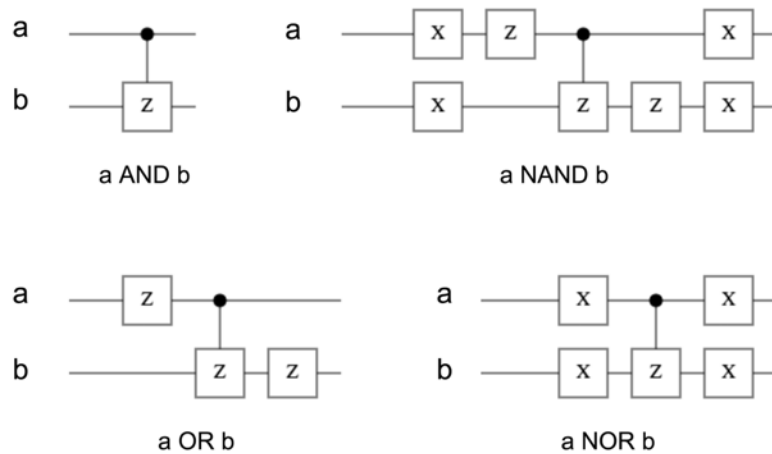 a X Z X
b Z X Z Z X
a AND b a NAND b
a Z a X X
b Z Z b X Z X
a OR b a NOR b